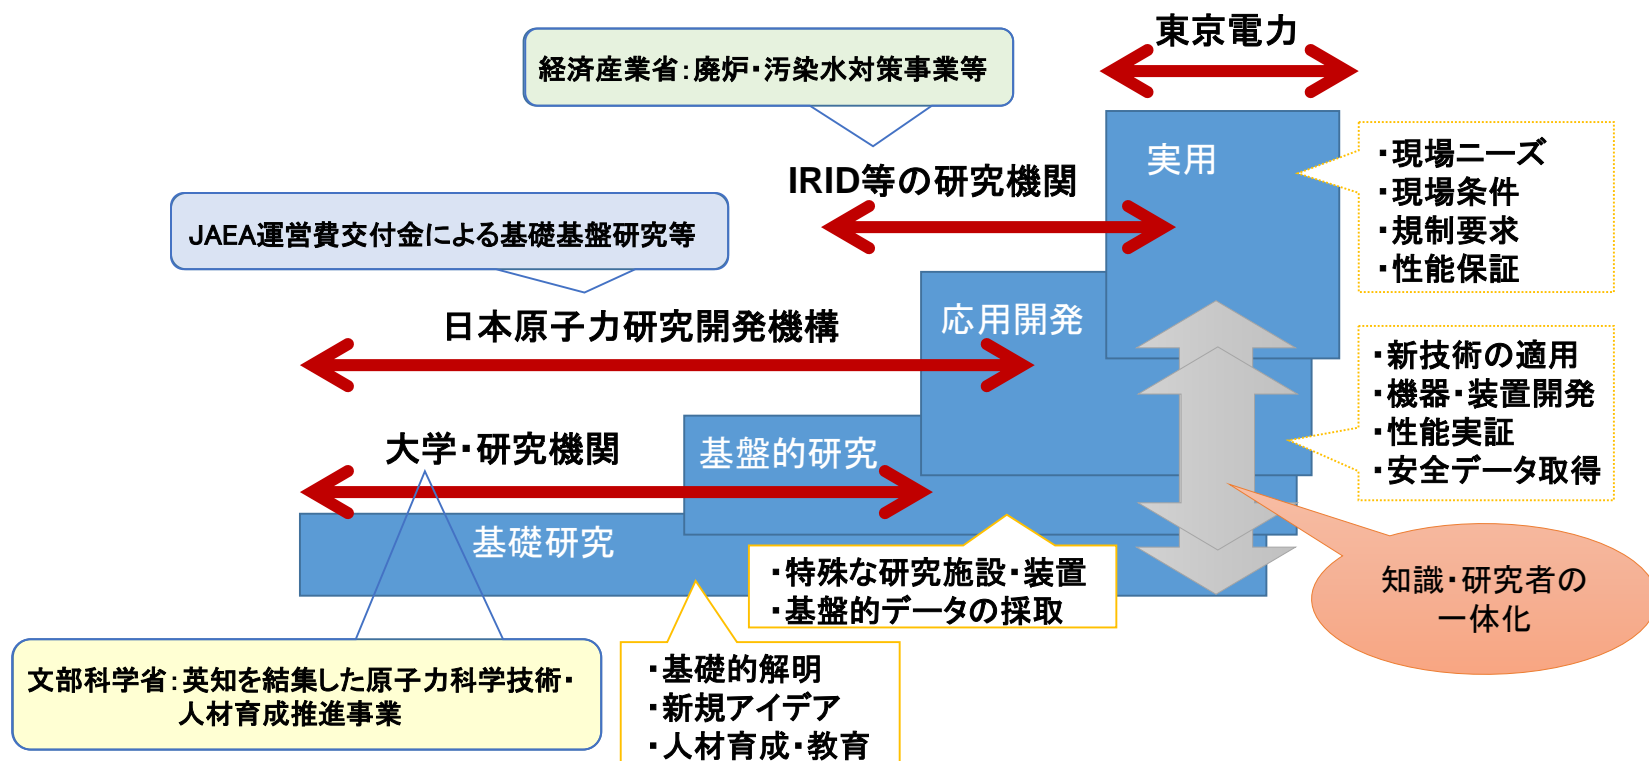 東京電力
経済産業省：廃炉・汚染水対策事業等
実用
・現場ニーズ
・現場条件
・規制要求
・性能保証
IRID等の研究機関
JAEA運営費交付金による基礎基盤研究等
日本原子力研究開発機構
応用開発
・新技術の適用
・機器・装置開発
・性能実証
・安全データ取得
大学・研究機関
基盤的研究
基礎研究
・特殊な研究施設・装置
・基盤的データの採取
知識・研究者の
一体化
文部科学省：英知を結集した原子力科学技術・
人材育成推進事業
・基礎的解明
・新規アイデア
・人材育成・教育